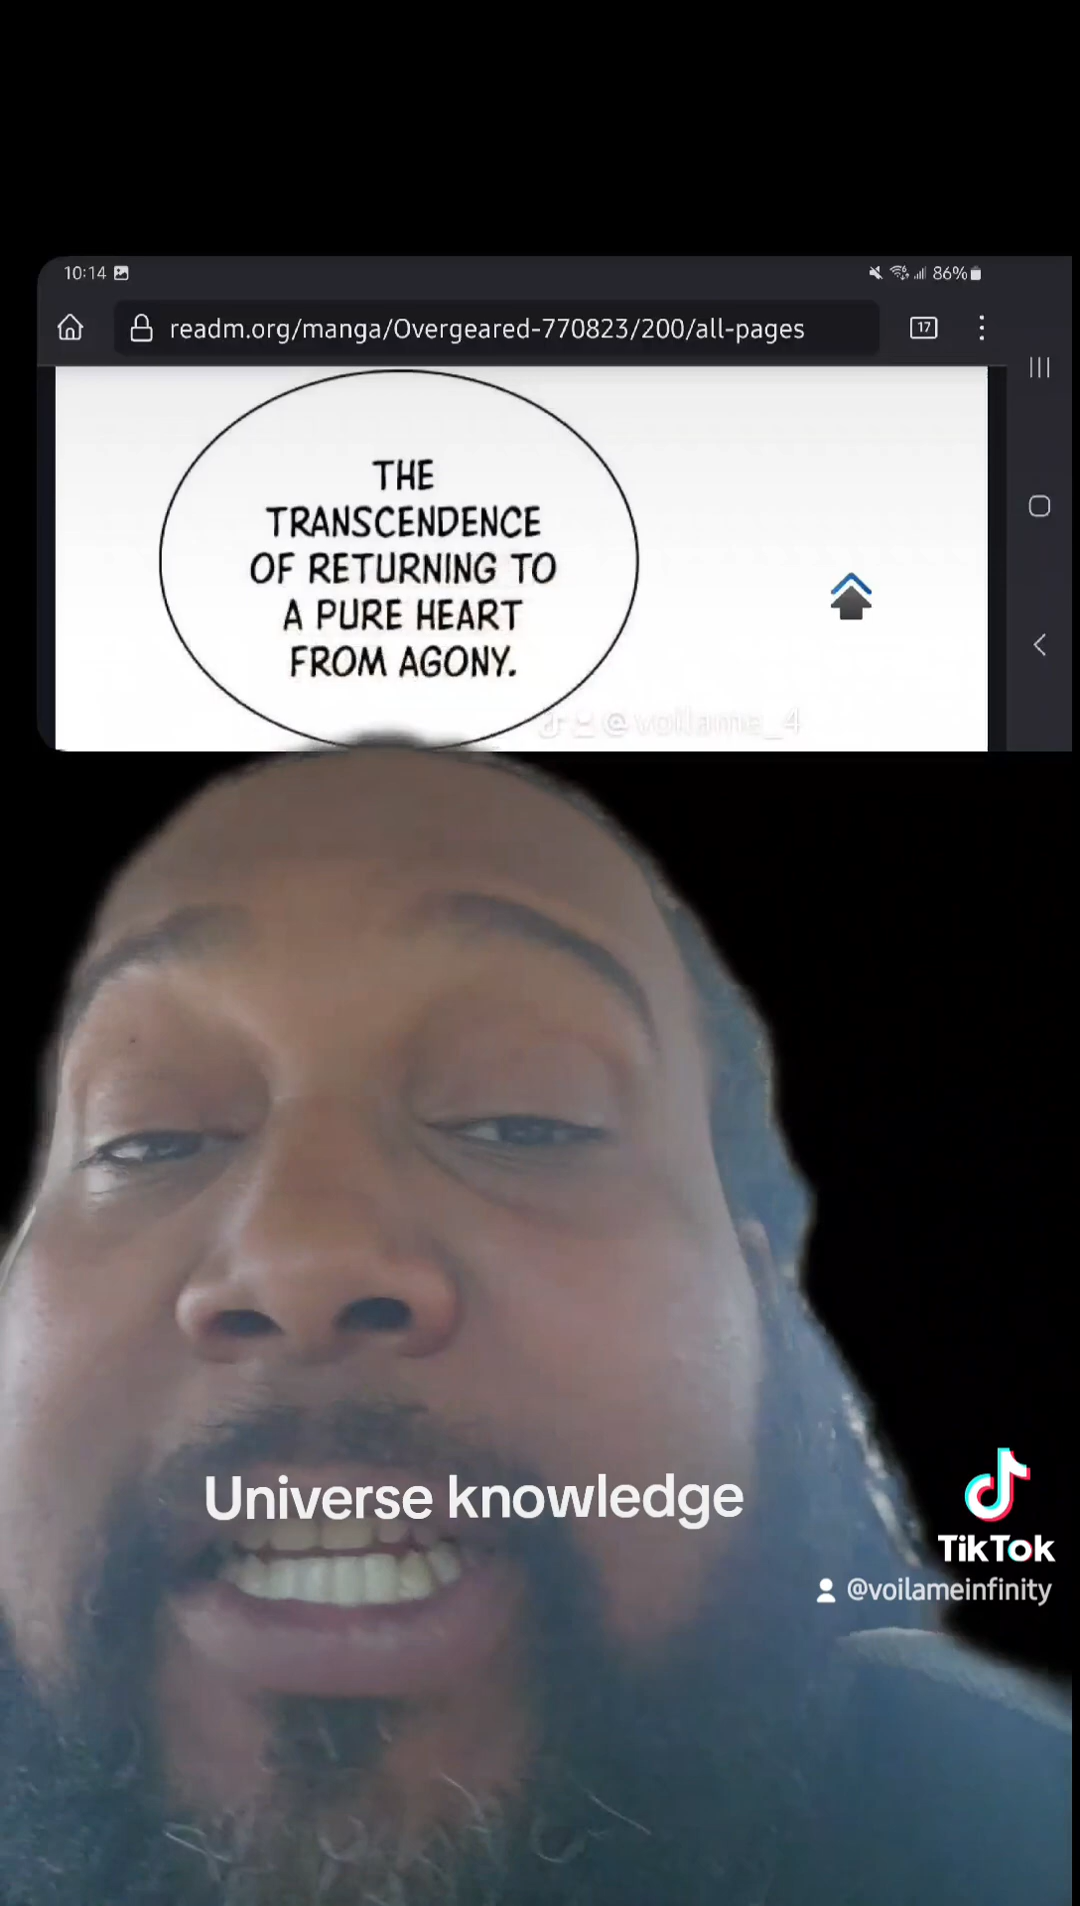 10:14
86%
readm.org/manga/Overgeared-770823/200/all-pages
17
THE
TRANSCENDENCE
OF RETURNING TO
A PURE HEART
FROM AGONY.
@voilame_4
Universe knowledge
TikTok
@voilameinfinity